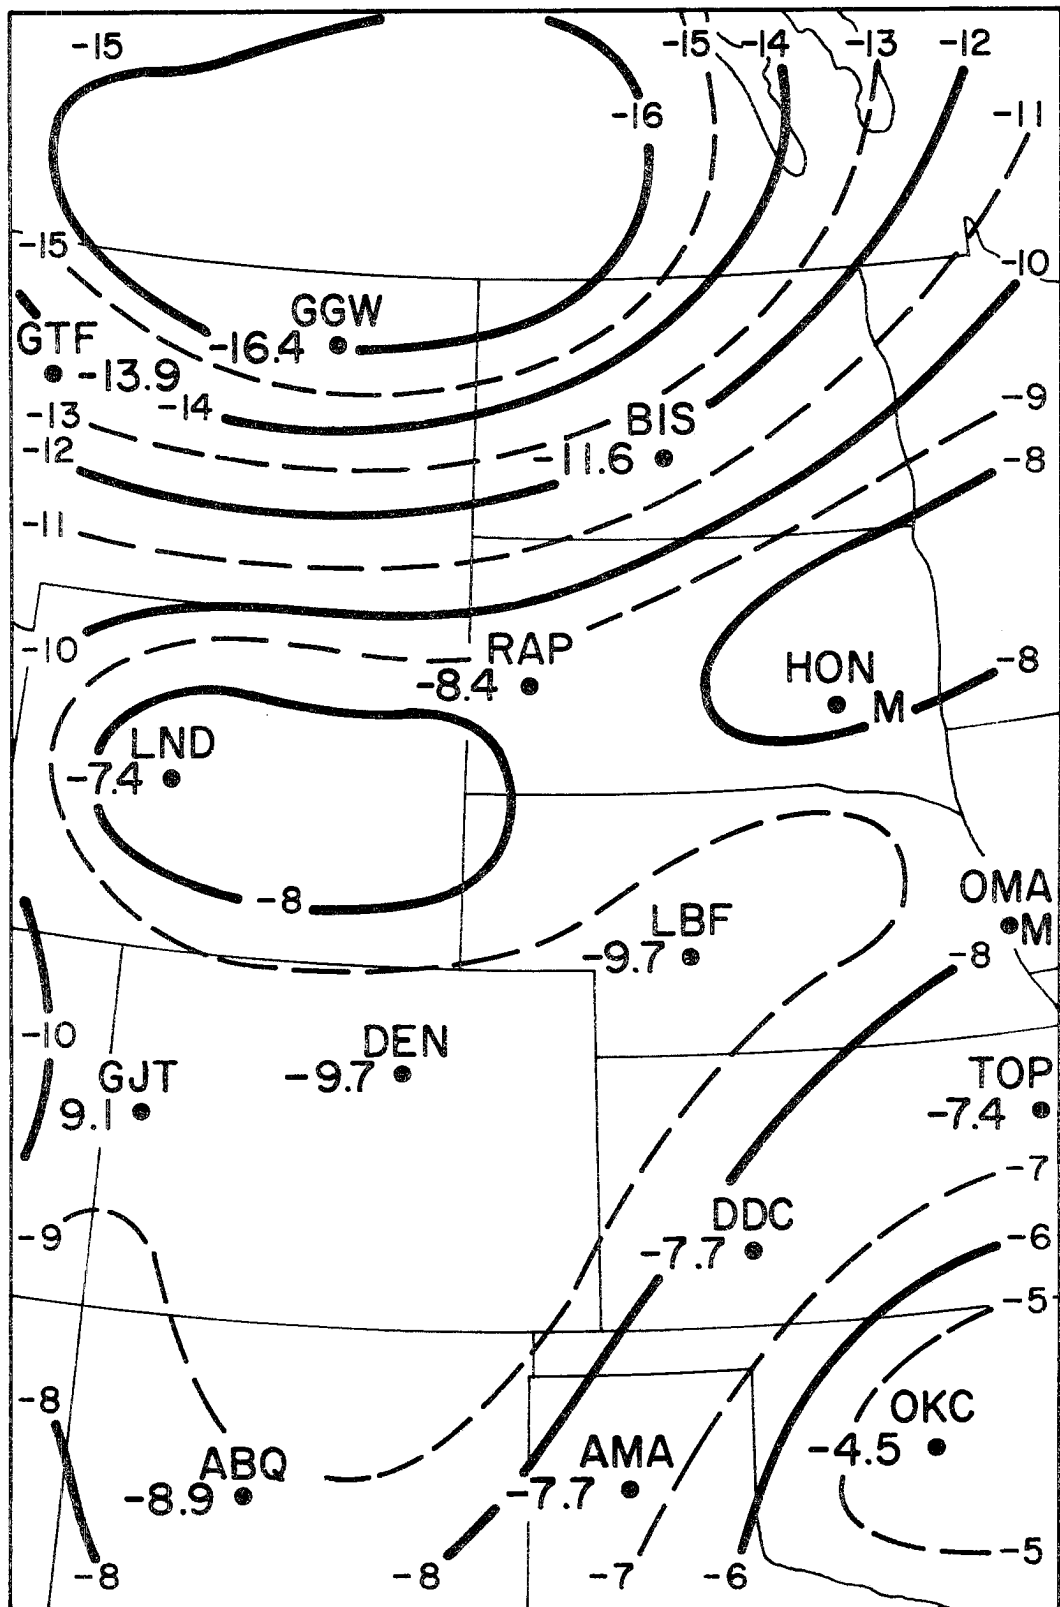 -15
-15 -14 -13 -12
-16
-11
-15
-10
GGW
-16.4
GTF
-13.9
-14
-13
-9
BIS
-12
-11.6
-8
-11
-10
RAP
-8.4
HON
M
-8
LND
-7.4
-8
OMA
M
LBF
-9.7
-8
-10
DEN
-9.7
GJT
9.1
TOP
-7.4
-7
DDC
-7.7
-9
-6
-5
-8
OKC
-4.5
ABQ
-8.9
AMA
-7.7
-5
-8
-8
-7
-6